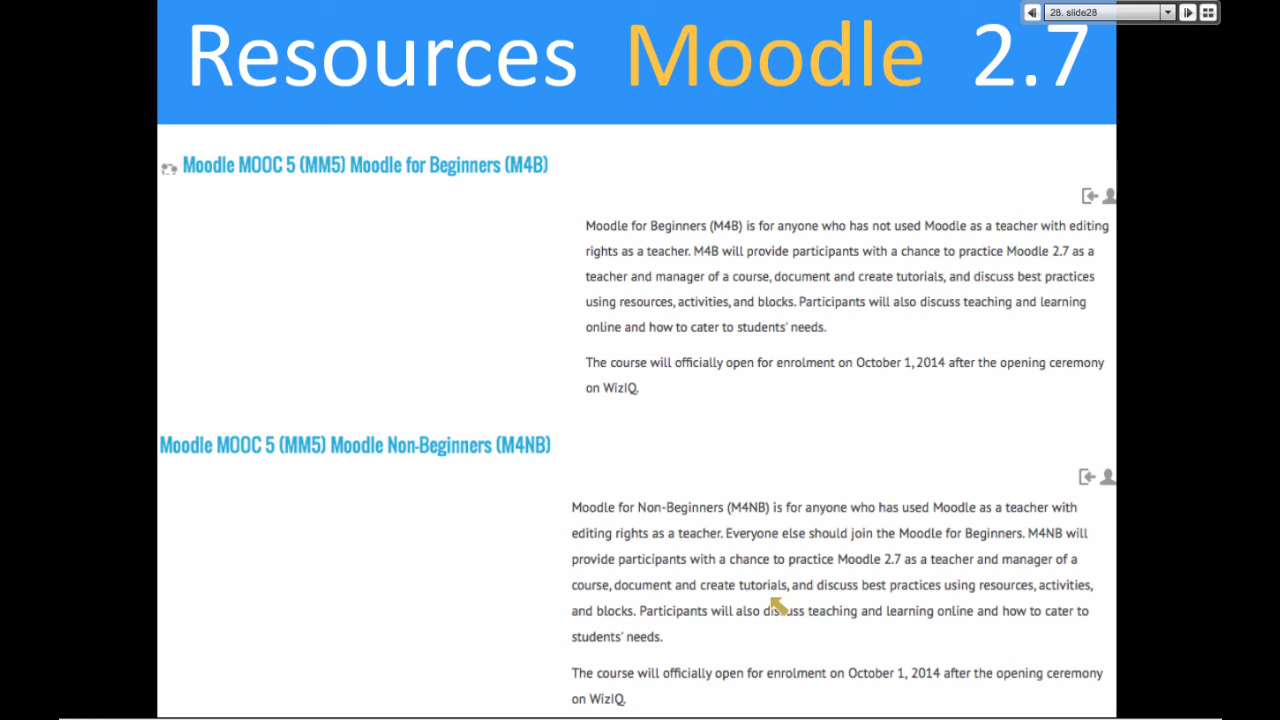 28. slide28
Resources Moodle 2.7
Moodle MOOC 5 (MM5) Moodle for Beginners (M4B)
Moodle for Beginners (M4B) is for anyone who has not used Moodle as a teacher with editing
rights as a teacher. M4B will provide participants with a chance to practice Moodle 2.7 as a
teacher and manager of a course, document and create tutorials, and discuss best practices
using resources, activities, and blocks. Participants will also discuss teaching and learning
online and how to cater to students' needs.
The course will officially open for enrolment on October 1, 2014 after the opening ceremony
on WizIQ.
Moodle MOOC 5 (MM5) Moodle Non-Beginners (M4NB)
Moodle for Non-Beginners (M4NB) is for anyone who has used Moodle as a teacher with
editing rights as a teacher. Everyone else should join the Moodle for Beginners. M4NB will
provide participants with a chance to practice Moodle 2.7 as a teacher and manager of a
course, document and create tutorials, and discuss best practices using resources, activities,
and blocks. Participants will also discuss teaching and learning online and how to cater to
students' needs.
The course will officially open for enrolment on October 1, 2014 after the opening ceremony
on WizIQ.